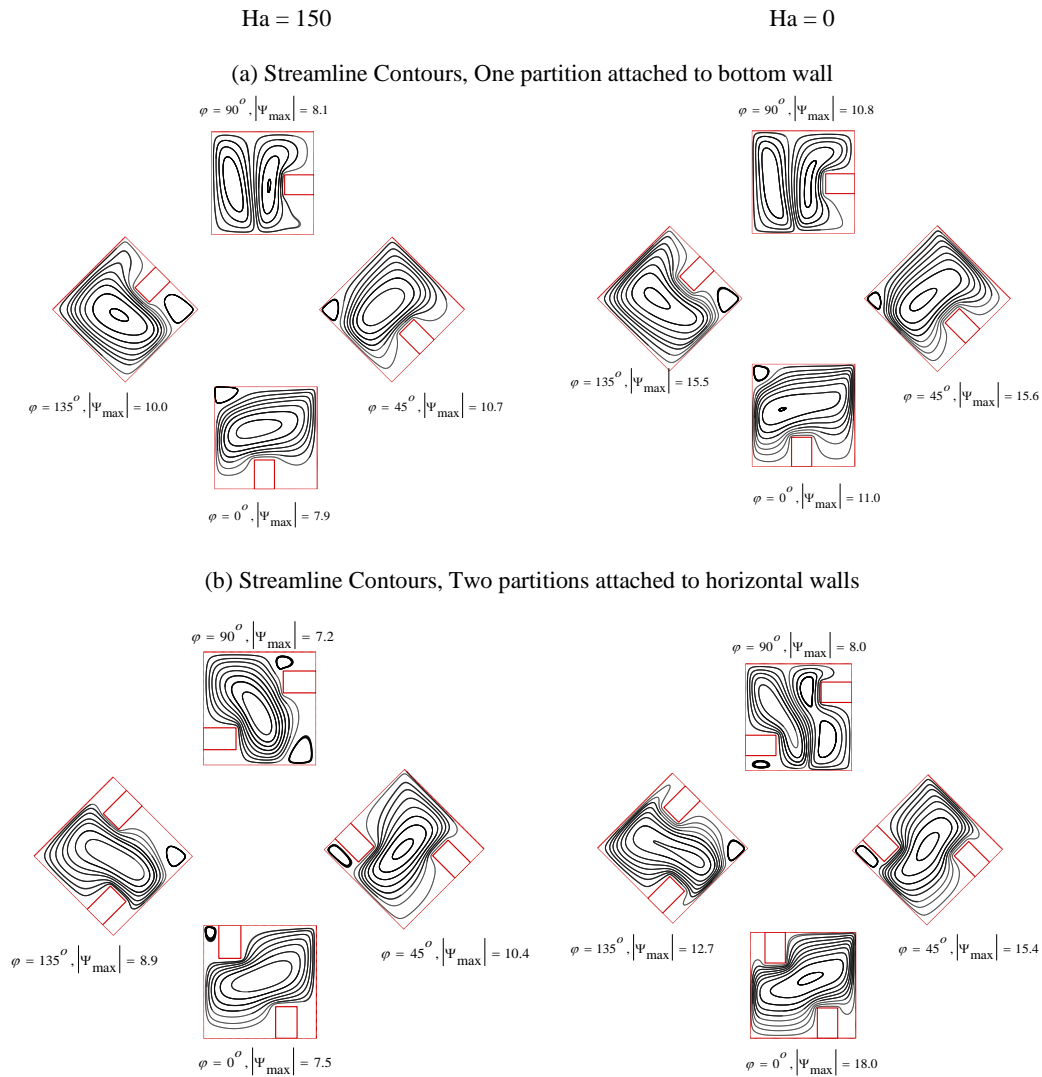 Ha = 150
Ha = 0
(a) Streamline Contours, One partition attached to bottom wall
φ = 90°, |Ψmax| = 8.1
φ = 90°, |Ψmax| = 10.8
φ = 135°, |Ψmax| = 10.0
φ = 45°, |Ψmax| = 10.7
φ = 135°, |Ψmax| = 15.5
φ = 45°, |Ψmax| = 15.6
φ = 0°, |Ψmax| = 7.9
φ = 0°, |Ψmax| = 11.0
(b) Streamline Contours, Two partitions attached to horizontal walls
φ = 90°, |Ψmax| = 7.2
φ = 90°, |Ψmax| = 8.0
φ = 135°, |Ψmax| = 8.9
φ = 45°, |Ψmax| = 10.4
φ = 135°, |Ψmax| = 12.7
φ = 45°, |Ψmax| = 15.4
φ = 0°, |Ψmax| = 7.5
φ = 0°, |Ψmax| = 18.0